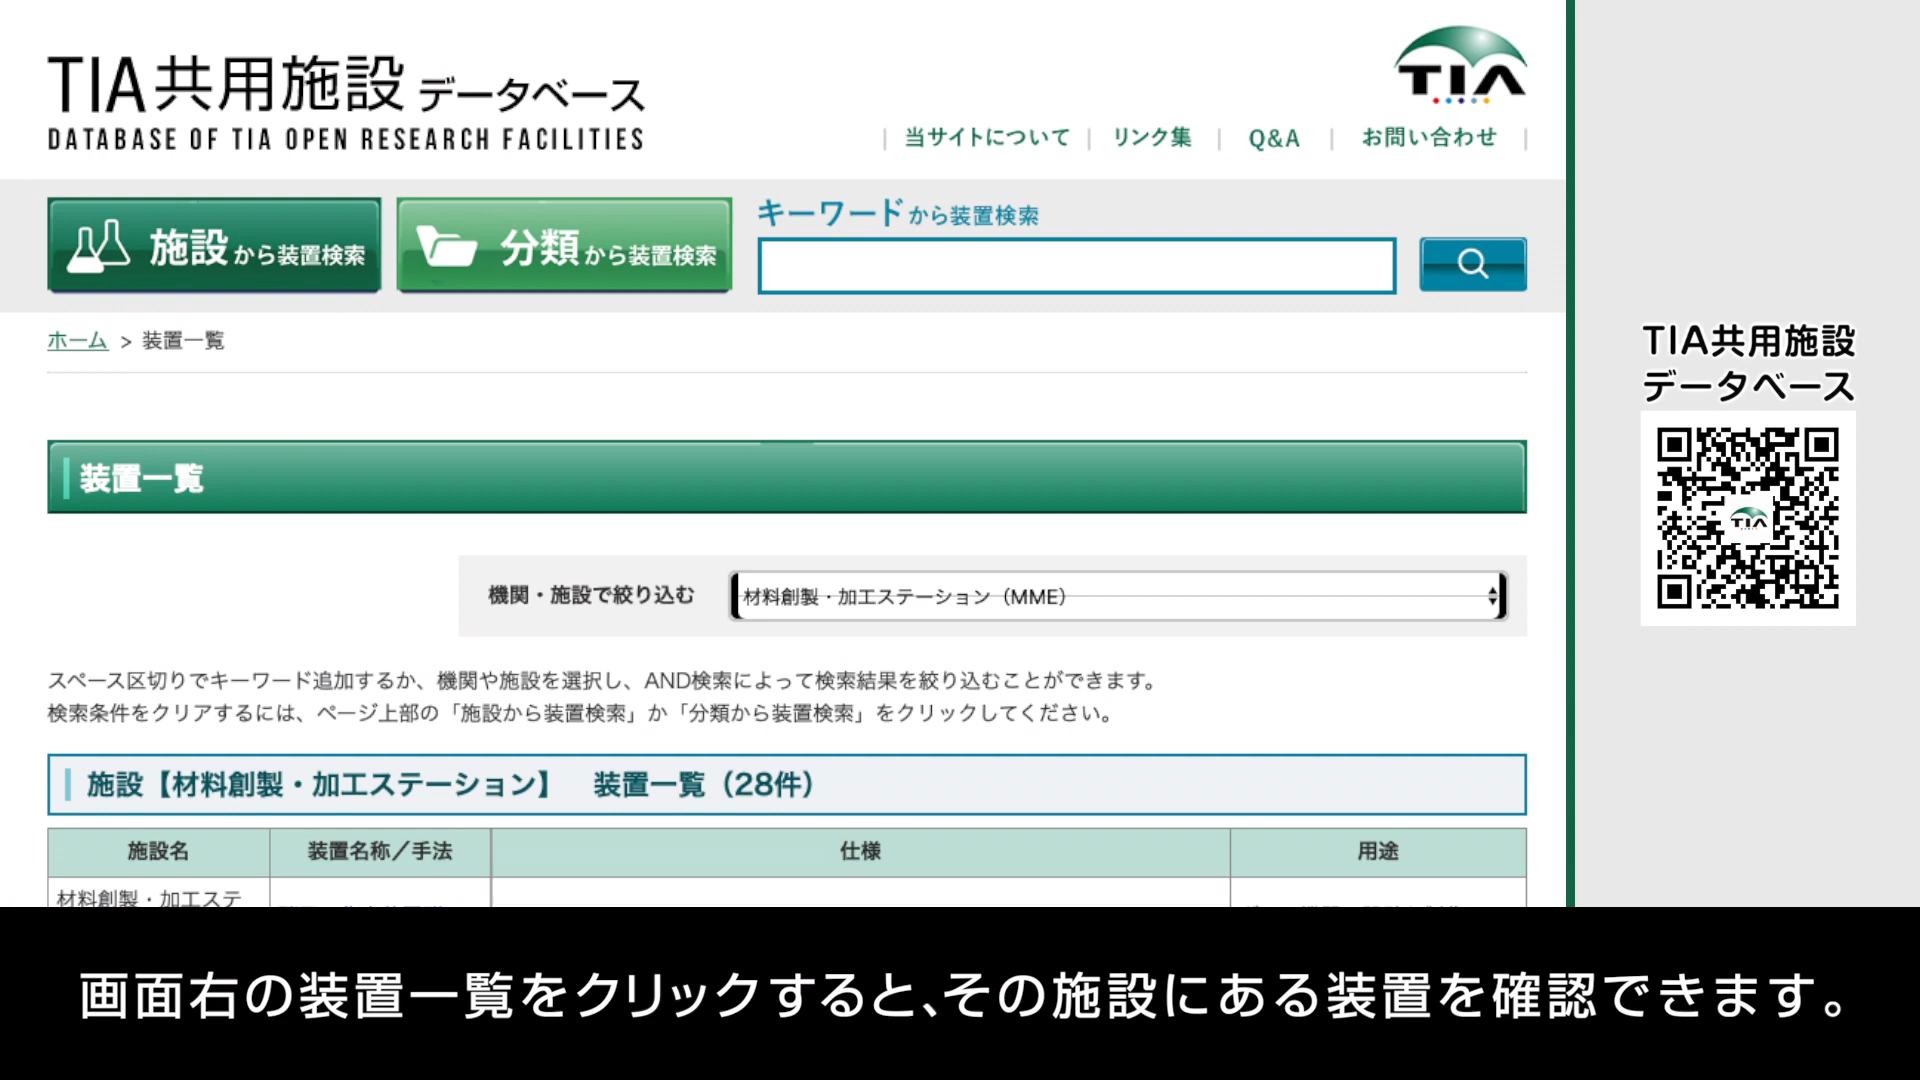 TIA共用施設 データベース
DATABASE OF TIA OPEN RESEARCH FACILITIES
TIA
当サイトについて | リンク集 | Q&A | お問い合わせ
施設から装置検索
分類から装置検索
キーワードから装置検索
ホーム > 装置一覧
装置一覧
機関・施設で絞り込む
材料創製・加工ステーション（MME）
スペース区切りでキーワード追加するか、機関や施設を選択し、AND検索によって検索結果を絞り込むことができます。
検索条件をクリアするには、ページ上部の「施設から装置検索」か「分類から装置検索」をクリックしてください。
施設【材料創製・加工ステーション】 装置一覧（28件）
施設名 装置名称／手法 仕様 用途
材料創製・加工ステ
TIA共用施設
データベース
TIA
画面右の装置一覧をクリックすると、その施設にある装置を確認できます。